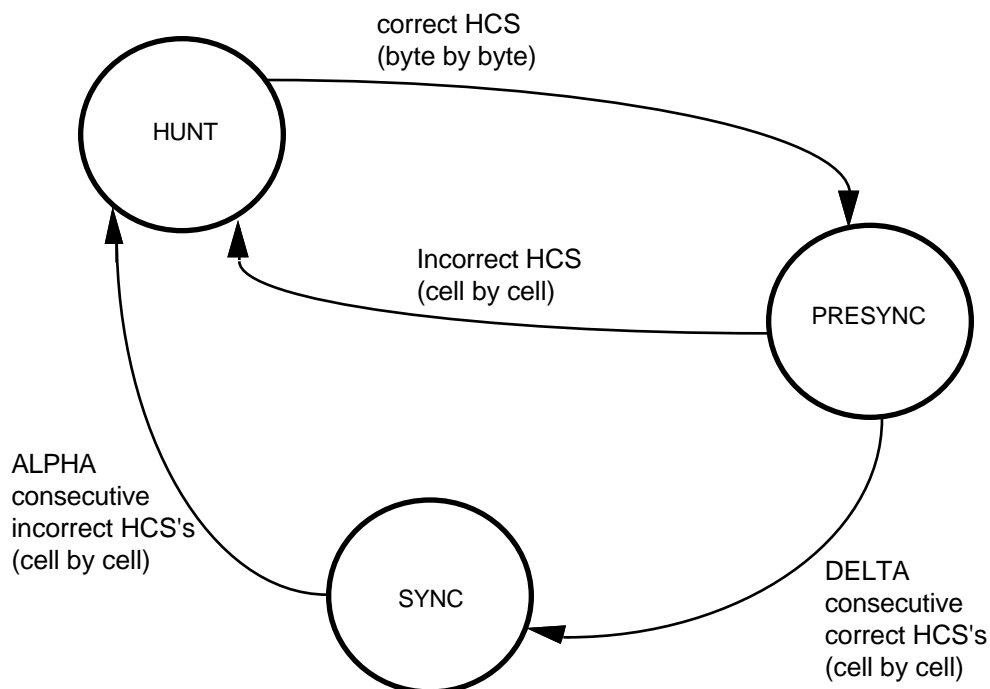 correct HCS
(byte by byte)
HUNT
Incorrect HCS
(cell by cell)
PRESYNC
ALPHA
consecutive
incorrect HCS's
(cell by cell)
SYNC
DELTA
consecutive
correct HCS's
(cell by cell)